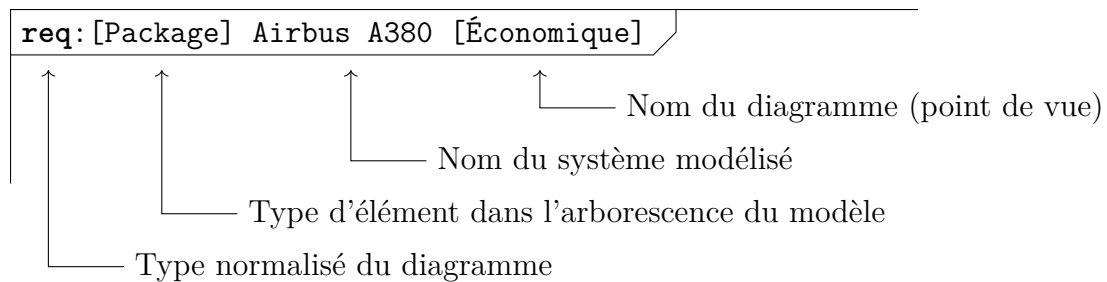 req:[Package] Airbus A380 [Économique]
Nom du diagramme (point de vue)
Nom du système modélisé
Type d'élément dans l'arborescence du modèle
Type normalisé du diagramme